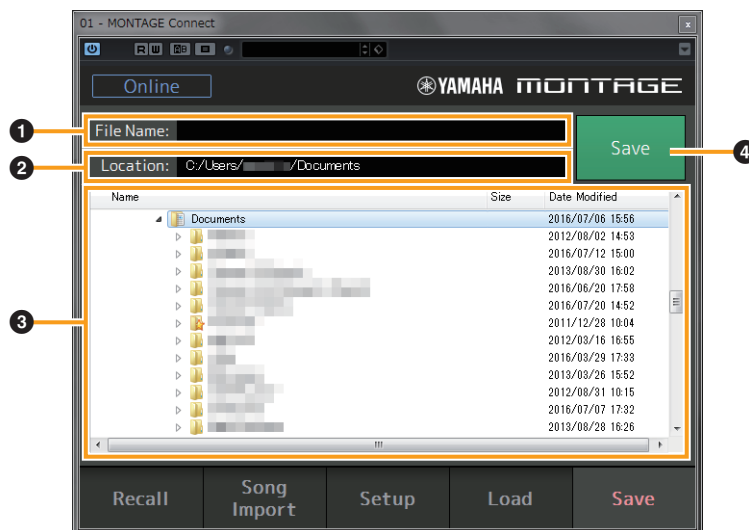 01 - MONTAGE Connect
x
R W AB
Online
YAMAHA MONTAGE
1
File Name:
Save
4
2
Location: C:/Users/ /Documents
Name Size Date Modified
Documents 2016/07/06 15:56
2012/08/02 14:53
2016/07/12 15:00
2013/08/30 16:02
2016/06/20 17:58
3
2016/07/20 14:52
2011/12/28 10:04
2012/03/16 16:55
2016/03/29 17:33
2013/03/26 15:52
2012/08/31 10:15
2016/07/07 17:32
2013/08/28 16:26
Recall
Song
Import
Setup
Load
Save